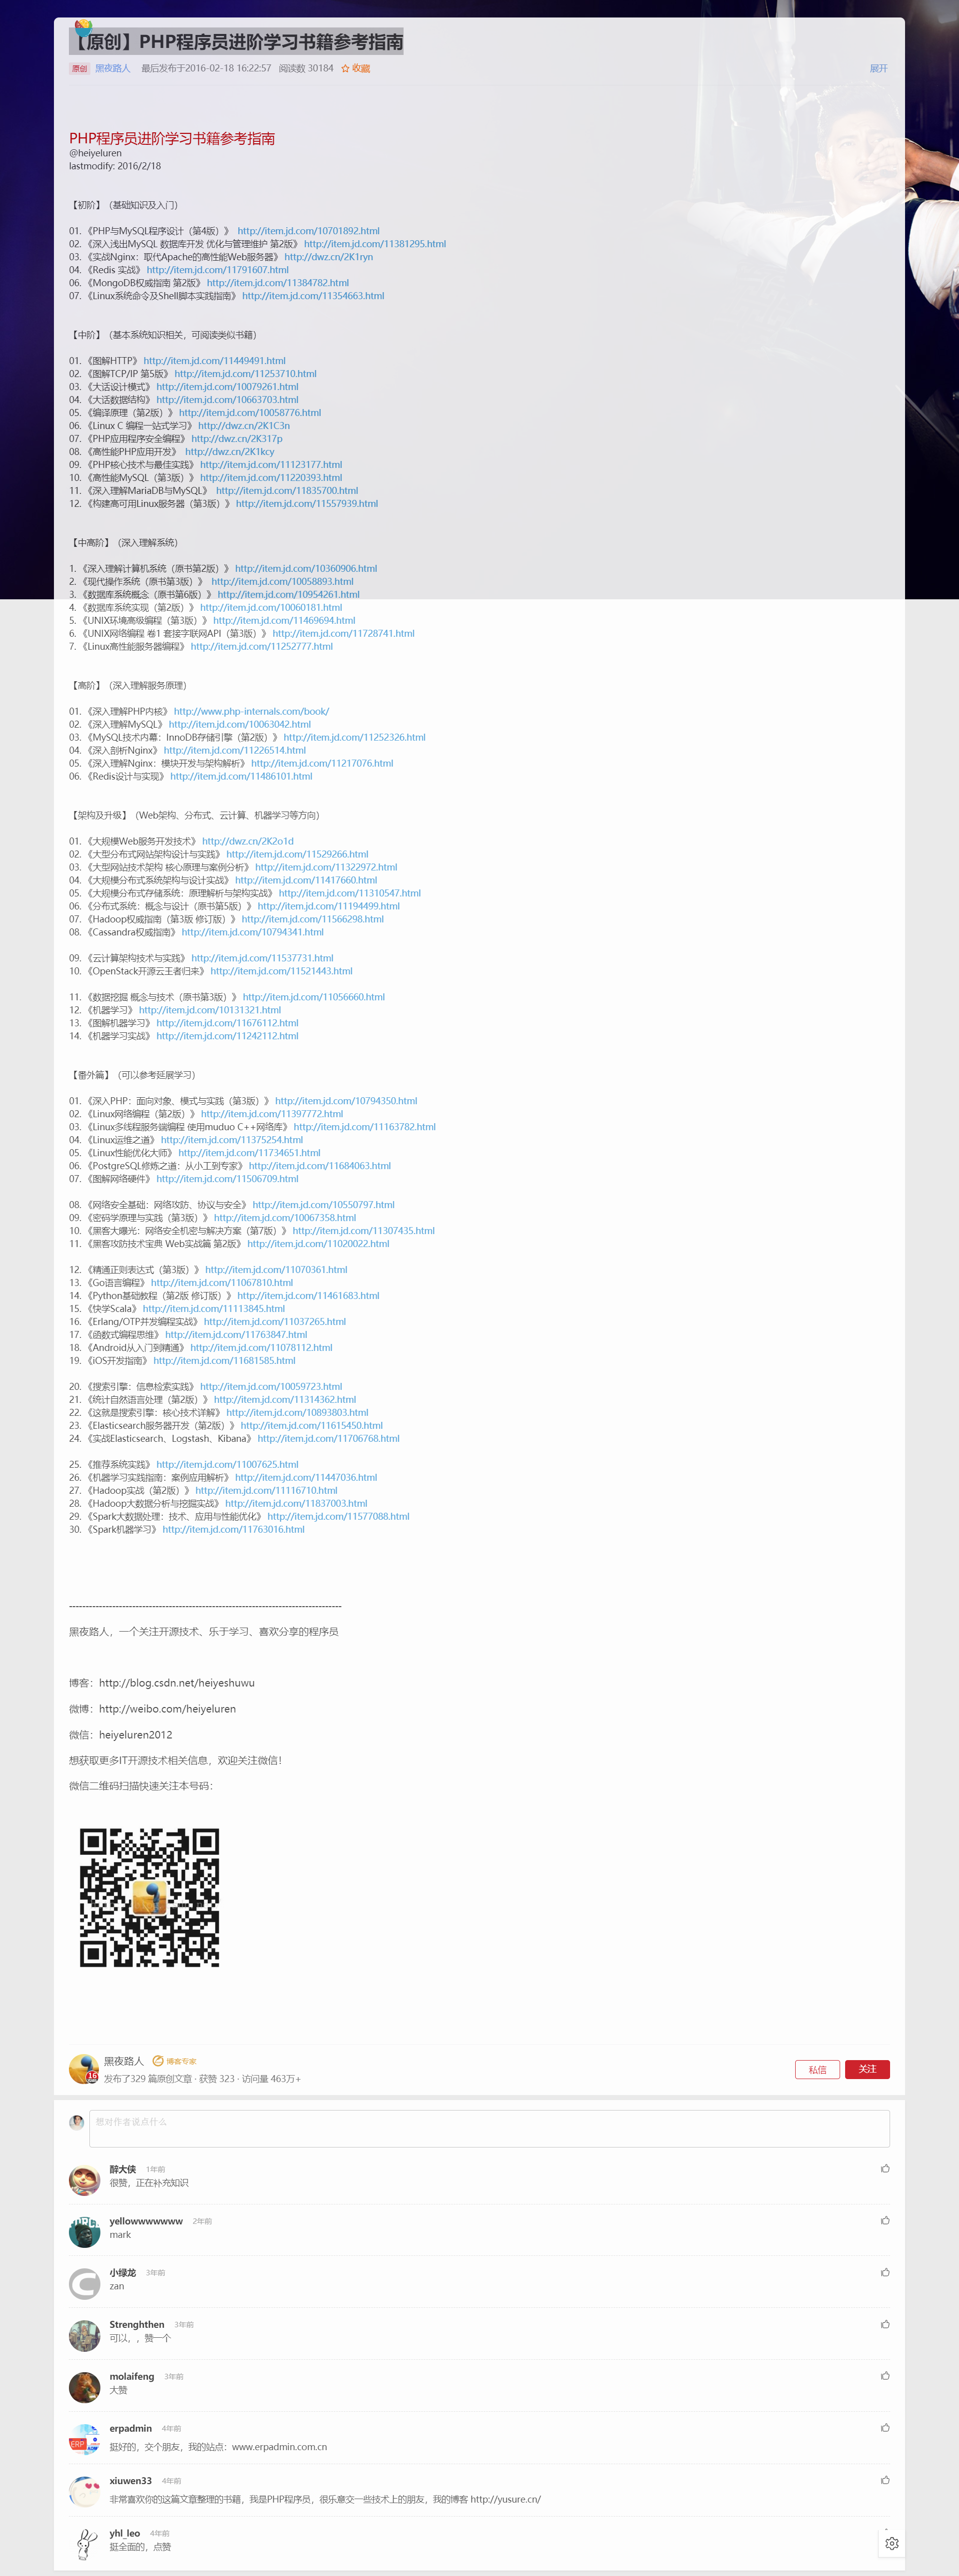 【原创】PHP程序员进阶学习书籍参考指南
原创 黑夜路人 最后发布于2016-02-18 16:22:57 阅读数 30184 收藏 展开
PHP程序员进阶学习书籍参考指南
@heiyeluren
lastmodify: 2016/2/18
【初阶】（基础知识及入门）
01. 《PHP与MySQL程序设计（第4版）》 http://item.jd.com/10701892.html
02. 《深入浅出MySQL 数据库开发 优化与管理维护 第2版》 http://item.jd.com/11381295.html
03. 《实战Nginx：取代Apache的高性能Web服务器》 http://dwz.cn/2K1ryn
04. 《Redis 实战》 http://item.jd.com/11791607.html
06. 《MongoDB权威指南 第2版》 http://item.jd.com/11384782.html
07. 《Linux系统命令及Shell脚本实践指南》 http://item.jd.com/11354663.html
【中阶】（基本系统知识相关，可阅读类似书籍）
01. 《图解HTTP》 http://item.jd.com/11449491.html
02. 《图解TCP/IP 第5版》 http://item.jd.com/11253710.html
03. 《大话设计模式》 http://item.jd.com/10079261.html
04. 《大话数据结构》 http://item.jd.com/10663703.html
05. 《编译原理（第2版）》 http://item.jd.com/10058776.html
06. 《Linux C 编程一站式学习》 http://dwz.cn/2K1C3n
07. 《PHP应用程序安全编程》 http://dwz.cn/2K317p
08. 《高性能PHP应用开发》 http://dwz.cn/2K1kcy
09. 《PHP核心技术与最佳实践》 http://item.jd.com/11123177.html
10. 《高性能MySQL（第3版）》 http://item.jd.com/11220393.html
11. 《深入理解MariaDB与MySQL》 http://item.jd.com/11835700.html
12. 《构建高可用Linux服务器（第3版）》 http://item.jd.com/11557939.html
【中高阶】（深入理解系统）
1. 《深入理解计算机系统（原书第2版）》 http://item.jd.com/10360906.html
2. 《现代操作系统（原书第3版）》 http://item.jd.com/10058893.html
3. 《数据库系统概念（原书第6版）》 http://item.jd.com/10954261.html
4. 《数据库系统实现（第2版）》 http://item.jd.com/10060181.html
5. 《UNIX环境高级编程（第3版）》 http://item.jd.com/11469694.html
6. 《UNIX网络编程 卷1 套接字联网API（第3版）》 http://item.jd.com/11728741.html
7. 《Linux高性能服务器编程》 http://item.jd.com/11252777.html
【高阶】（深入理解服务原理）
01. 《深入理解PHP内核》 http://www.php-internals.com/book/
02. 《深入理解MySQL》 http://item.jd.com/10063042.html
03. 《MySQL技术内幕：InnoDB存储引擎（第2版）》 http://item.jd.com/11252326.html
04. 《深入剖析Nginx》 http://item.jd.com/11226514.html
05. 《深入理解Nginx：模块开发与架构解析》 http://item.jd.com/11217076.html
06. 《Redis设计与实现》 http://item.jd.com/11486101.html
【架构及升级】（Web架构、分布式、云计算、机器学习等方向）
01. 《大规模Web服务开发技术》 http://dwz.cn/2K2o1d
02. 《大型分布式网站架构设计与实践》 http://item.jd.com/11529266.html
03. 《大型网站技术架构 核心原理与案例分析》 http://item.jd.com/11322972.html
04. 《大规模分布式系统架构与设计实战》 http://item.jd.com/11417660.html
05. 《大规模分布式存储系统：原理解析与架构实战》 http://item.jd.com/11310547.html
06. 《分布式系统：概念与设计（原书第5版）》 http://item.jd.com/11194499.html
07. 《Hadoop权威指南（第3版 修订版）》 http://item.jd.com/11566298.html
08. 《Cassandra权威指南》 http://item.jd.com/10794341.html
09. 《云计算架构技术与实践》 http://item.jd.com/11537731.html
10. 《OpenStack开源云王者归来》 http://item.jd.com/11521443.html
11. 《数据挖掘 概念与技术（原书第3版）》 http://item.jd.com/11056660.html
12. 《机器学习》 http://item.jd.com/10131321.html
13. 《图解机器学习》 http://item.jd.com/11676112.html
14. 《机器学习实战》 http://item.jd.com/11242112.html
【番外篇】（可以参考延展学习）
01. 《深入PHP：面向对象、模式与实践（第3版）》 http://item.jd.com/10794350.html
02. 《Linux网络编程（第2版）》 http://item.jd.com/11397772.html
03. 《Linux多线程服务端编程 使用muduo C++网络库》 http://item.jd.com/11163782.html
04. 《Linux运维之道》 http://item.jd.com/11375254.html
05. 《Linux性能优化大师》 http://item.jd.com/11734651.html
06. 《PostgreSQL修炼之道：从小工到专家》 http://item.jd.com/11684063.html
07. 《图解网络硬件》 http://item.jd.com/11506709.html
08. 《网络安全基础：网络攻防、协议与安全》 http://item.jd.com/10550797.html
09. 《密码学原理与实践（第3版）》 http://item.jd.com/10067358.html
10. 《黑客大曝光：网络安全机密与解决方案（第7版）》 http://item.jd.com/11307435.html
11. 《黑客攻防技术宝典 Web实战篇 第2版》 http://item.jd.com/11020022.html
12. 《精通正则表达式（第3版）》 http://item.jd.com/11070361.html
13. 《Go语言编程》 http://item.jd.com/11067810.html
14. 《Python基础教程（第2版 修订版）》 http://item.jd.com/11461683.html
15. 《快学Scala》 http://item.jd.com/11113845.html
16. 《Erlang/OTP并发编程实战》 http://item.jd.com/11037265.html
17. 《函数式编程思维》 http://item.jd.com/11763847.html
18. 《Android从入门到精通》 http://item.jd.com/11078112.html
19. 《iOS开发指南》 http://item.jd.com/11681585.html
20. 《搜索引擎：信息检索实践》 http://item.jd.com/10059723.html
21. 《统计自然语言处理（第2版）》 http://item.jd.com/11314362.html
22. 《这就是搜索引擎：核心技术详解》 http://item.jd.com/10893803.html
23. 《Elasticsearch服务器开发（第2版）》 http://item.jd.com/11615450.html
24. 《实战Elasticsearch、Logstash、Kibana》 http://item.jd.com/11706768.html
25. 《推荐系统实践》 http://item.jd.com/11007625.html
26. 《机器学习实践指南：案例应用解析》 http://item.jd.com/11447036.html
27. 《Hadoop实战（第2版）》 http://item.jd.com/11116710.html
28. 《Hadoop大数据分析与挖掘实战》 http://item.jd.com/11837003.html
29. 《Spark大数据处理：技术、应用与性能优化》 http://item.jd.com/11577088.html
30. 《Spark机器学习》 http://item.jd.com/11763016.html
----------------------------------------------------------------------------------
黑夜路人，一个关注开源技术、乐于学习、喜欢分享的程序员
博客：http://blog.csdn.net/heiyeshuwu
微博：http://weibo.com/heiyeluren
微信：heiyeluren2012
想获取更多IT开源技术相关信息，欢迎关注微信！
微信二维码扫描快速关注本号码：
黑夜路人 博客专家
16
发布了329 篇原创文章 · 获赞 323 · 访问量 463万+
私信 关注
想对作者说点什么
醉大侠 1年前
很赞，正在补充知识
yellowwwwwww 2年前
mark
小绿龙 3年前
zan
Strenghthen 3年前
可以，，赞一个
molaifeng 3年前
大赞
erpadmin 4年前
挺好的，交个朋友，我的站点：www.erpadmin.com.cn
xiuwen33 4年前
非常喜欢你的这篇文章整理的书籍，我是PHP程序员，很乐意交一些技术上的朋友，我的博客 http://yusure.cn/
yhl_leo 4年前
挺全面的，点赞